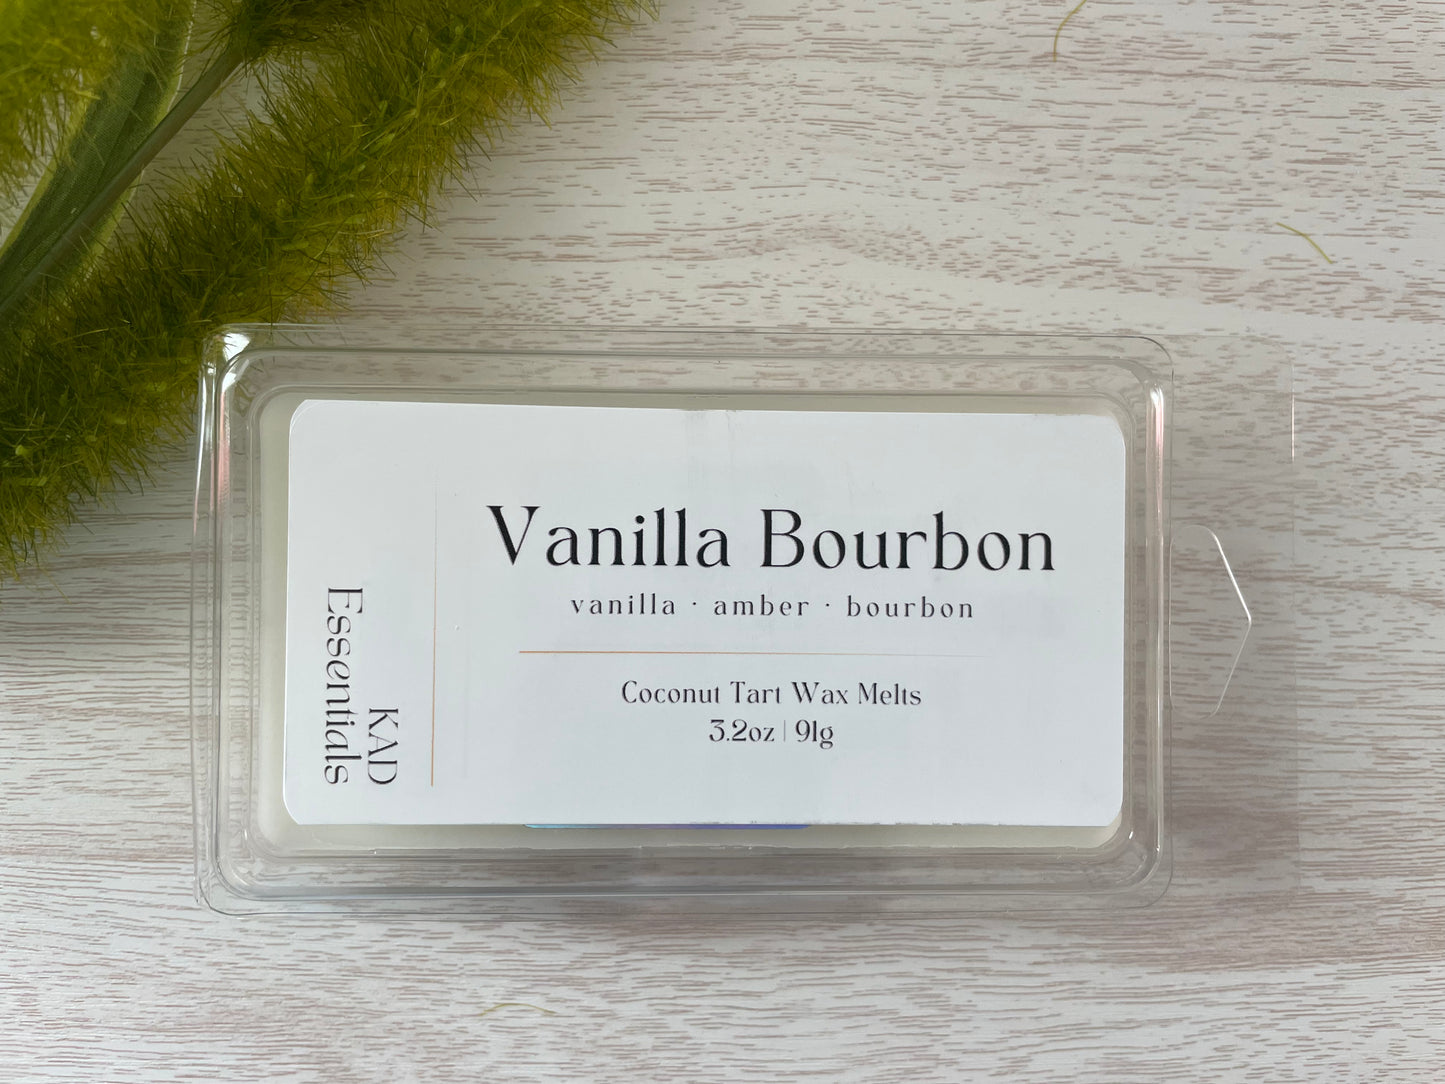 Vanilla Bourbon
vanilla · amber · bourbon
Coconut Tart Wax Melts
3.2oz | 91g
KAD
Essentials